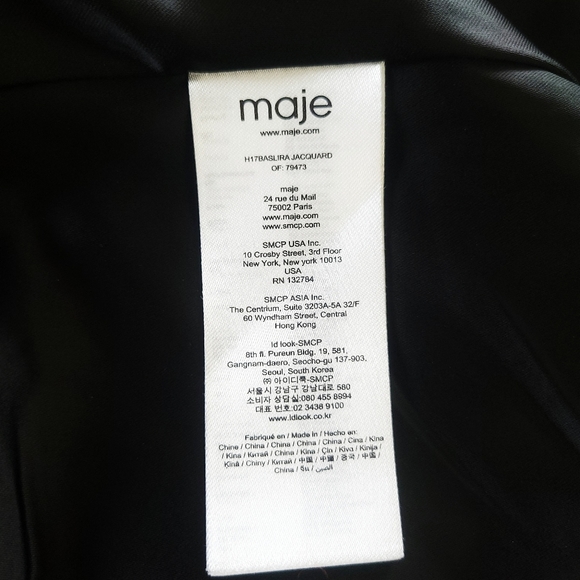 maje
www.maje.com
H17BASLIRA JACQUARD
OF: 79473
maje
24 rue du Mail
75002 Paris
www.maje.com
www.smcp.com
SMCP USA Inc.
10 Crosby Street, 3rd Floor
New York, New york 10013
USA
RN 132784
SMCP ASIA Inc.
The Centrium, Suite 3203A-5A 32/F
60 Wyndham Street, Central
Hong Kong
Id look-SMCP
8th fl. Pureun Bldg. 19, 581,
Gangnam-daero, Seocho-gu 137-903,
Seoul, South Korea
㈜ 아이디룩-SMCP
서울시 강남구 강남대로 580
소비자 상담실:080 455 8994
대표 번호:02 3438 9100
www.idlook.co.kr
Fabriqué en / Made in / Hecho en:
Chine / China / China / China / China / Cina / Kina
/ Kina / Китай / China / Kina / Çin / Kiva / Kinija /
Ķīnā / Chiny / Китай / 中国 / 中國 / 중국 / 中国 /
China / จีน / الصين